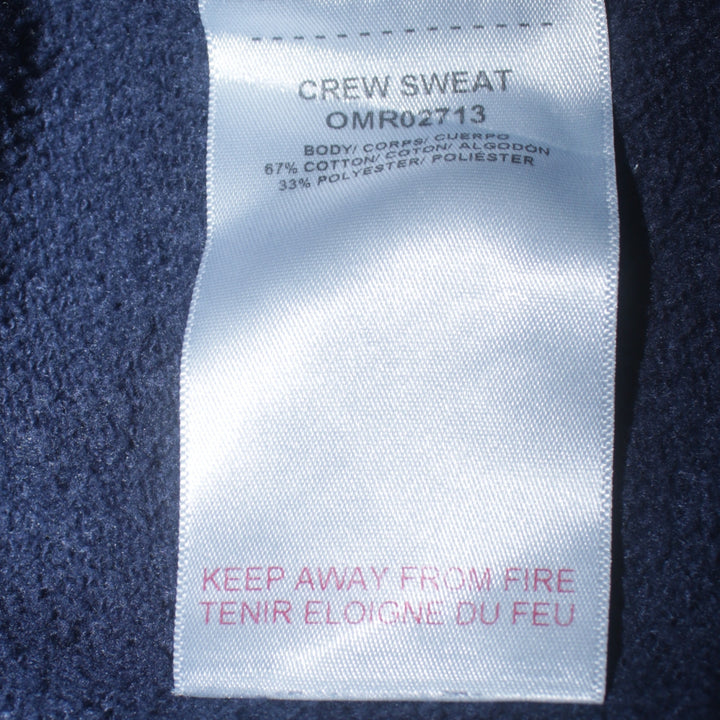 CREW SWEAT
OMR02713
BODY/ CORPS/ CUERPO
67% COTTON/ COTON/ ALGODÓN
33% POLYESTER/ POLIÉSTER
KEEP AWAY FROM FIRE
TENIR ELOIGNE DU FEU